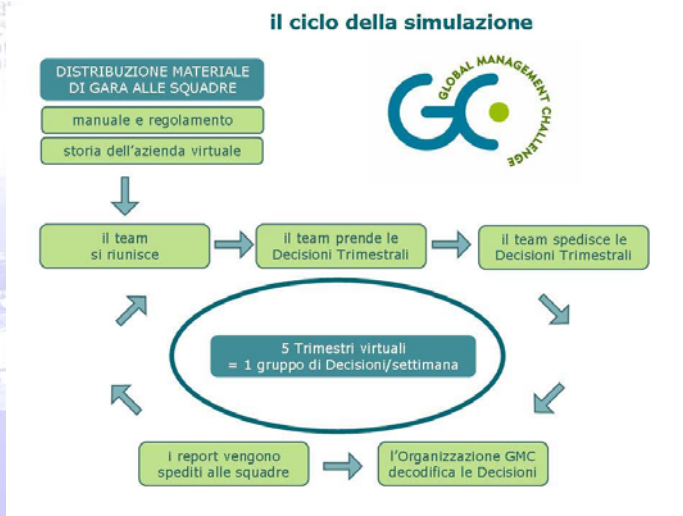 il ciclo della simulazione
GLOBAL MANAGEMENT CHALLENGE
DISTRIBUZIONE MATERIALE
DI GARA ALLE SQUADRE
manuale e regolamento
storia dell'azienda virtuale
il team
si riunisce
il team prende le
Decisioni Trimestrali
il team spedisce le
Decisioni Trimestrali
5 Trimestri virtuali
= 1 gruppo di Decisioni/settimana
i report vengono
spediti alle squadre
l'Organizzazione GMC
decodifica le Decisioni